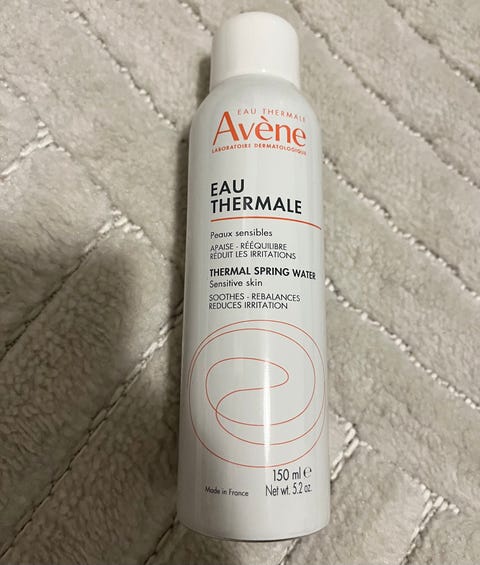 EAU THERMALE
Avène
LABORATOIRE DERMATOLOGIQUE
EAU
THERMALE
Peaux sensibles
APAISE - RÉÉQUILIBRE
RÉDUIT LES IRRITATIONS
THERMAL SPRING WATER
Sensitive skin
SOOTHES - REBALANCES
REDUCES IRRITATION
150 ml ℮
Made in France Net wt. 5.2 oz.